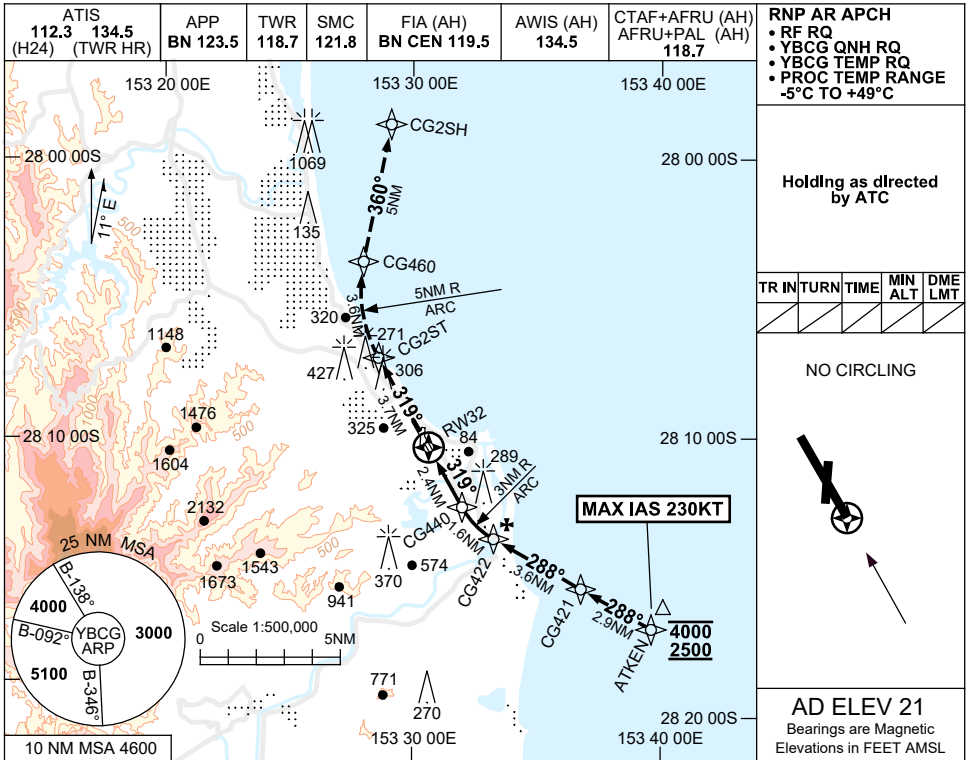 ATIS
112.3 134.5
(H24) (TWR HR)
APP
BN 123.5
TWR
118.7
SMC
121.8
FIA (AH)
BN CEN 119.5
AWIS (AH)
134.5
CTAF+AFRU (AH)
AFRU+PAL (AH)
118.7
RNP AR APCH
• RF RQ
• YBCG QNH RQ
• YBCG TEMP RQ
• PROC TEMP RANGE
-5°C TO +49°C
Holding as directed
by ATC
TR IN
TURN
TIME
MIN
ALT
DME
LMT
NO CIRCLING
AD ELEV 21
Bearings are Magnetic
Elevations in FEET AMSL
153 20 00E
153 30 00E
153 40 00E
28 00 00S
28 00 00S
CG2SH
1069
11° E
500
360°
5NM
135
CG460
5NM R
ARC
3.6NM
320
271
CG2ST
1148
427
306
1000
319°
3.7NM
1476
500
325
RW32
84
28 10 00S
28 10 00S
1604
289
319°
2.4NM
3NM R
ARC
MAX IAS 230KT
2132
500
CG440
1.6NM
25 NM MSA
1543
1673
370
574
CG422
288°
3.6NM
941
CG421
288°
2.9NM
ATKEN
4000
2500
B-138°
4000
3000
B-092°
YBCG
ARP
5100
B-346°
Scale 1:500,000
0
5NM
771
270
28 20 00S
10 NM MSA 4600
153 30 00E
153 40 00E